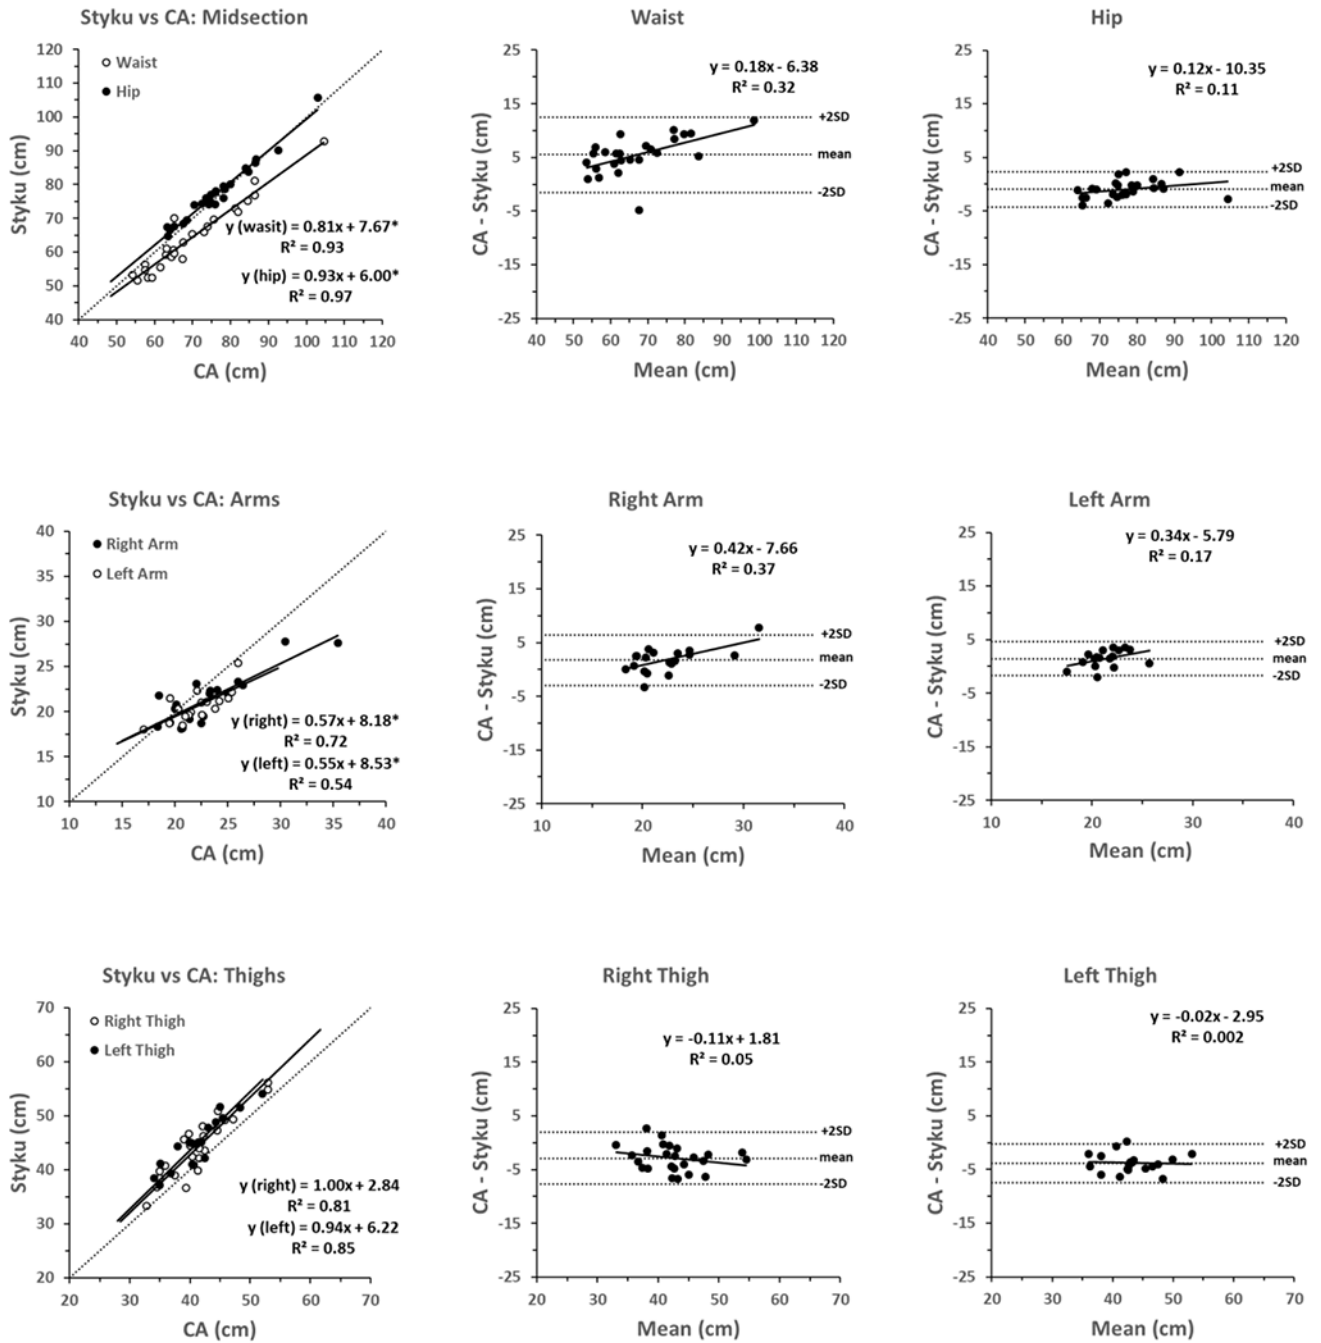 Styku vs CA: Midsection
Styku (cm)
120
110
100
90
80
70
60
50
40
Waist
Hip
y (wasit) = 0.81x + 7.67*
R² = 0.93
y (hip) = 0.93x + 6.00*
R² = 0.97
40 50 60 70 80 90 100 110 120
CA (cm)
Waist
CA - Styku (cm)
25
15
5
-5
-15
-25
y = 0.18x - 6.38
R² = 0.32
+2SD
mean
-2SD
40 50 60 70 80 90 100 110 120
Mean (cm)
Hip
CA - Styku (cm)
25
15
5
-5
-15
-25
y = 0.12x - 10.35
R² = 0.11
+2SD
mean
-2SD
40 50 60 70 80 90 100 110 120
Mean (cm)
Styku vs CA: Arms
Styku (cm)
40
35
30
25
20
15
10
Right Arm
Left Arm
y (right) = 0.57x + 8.18*
R² = 0.72
y (left) = 0.55x + 8.53*
R² = 0.54
10 15 20 25 30 35 40
CA (cm)
Right Arm
CA - Styku (cm)
25
15
5
-5
-15
-25
y = 0.42x - 7.66
R² = 0.37
+2SD
mean
-2SD
10 20 30 40
Mean (cm)
Left Arm
CA - Styku (cm)
25
15
5
-5
-15
-25
y = 0.34x - 5.79
R² = 0.17
+2SD
mean
-2SD
10 20 30 40
Mean (cm)
Styku vs CA: Thighs
Styku (cm)
70
60
50
40
30
20
Right Thigh
Left Thigh
y (right) = 1.00x + 2.84
R² = 0.81
y (left) = 0.94x + 6.22
R² = 0.85
20 30 40 50 60 70
CA (cm)
Right Thigh
CA - Styku (cm)
25
15
5
-5
-15
-25
y = -0.11x + 1.81
R² = 0.05
+2SD
mean
-2SD
20 30 40 50 60 70
Mean (cm)
Left Thigh
CA - Styku (cm)
25
15
5
-5
-15
-25
y = -0.02x - 2.95
R² = 0.002
+2SD
mean
-2SD
20 30 40 50 60 70
Mean (cm)